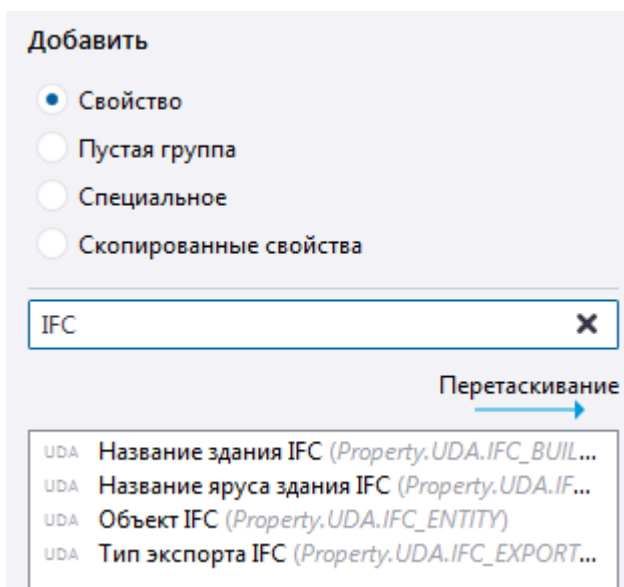 Добавить
Свойство
Пустая группа
Специальное
Скопированные свойства
IFC
Перетаскивание
UDA Название здания IFC (Property.UDA.IFC_BUIL...
UDA Название яруса здания IFC (Property.UDA.IF...
UDA Объект IFC (Property.UDA.IFC_ENTITY)
UDA Тип экспорта IFC (Property.UDA.IFC_EXPORT...